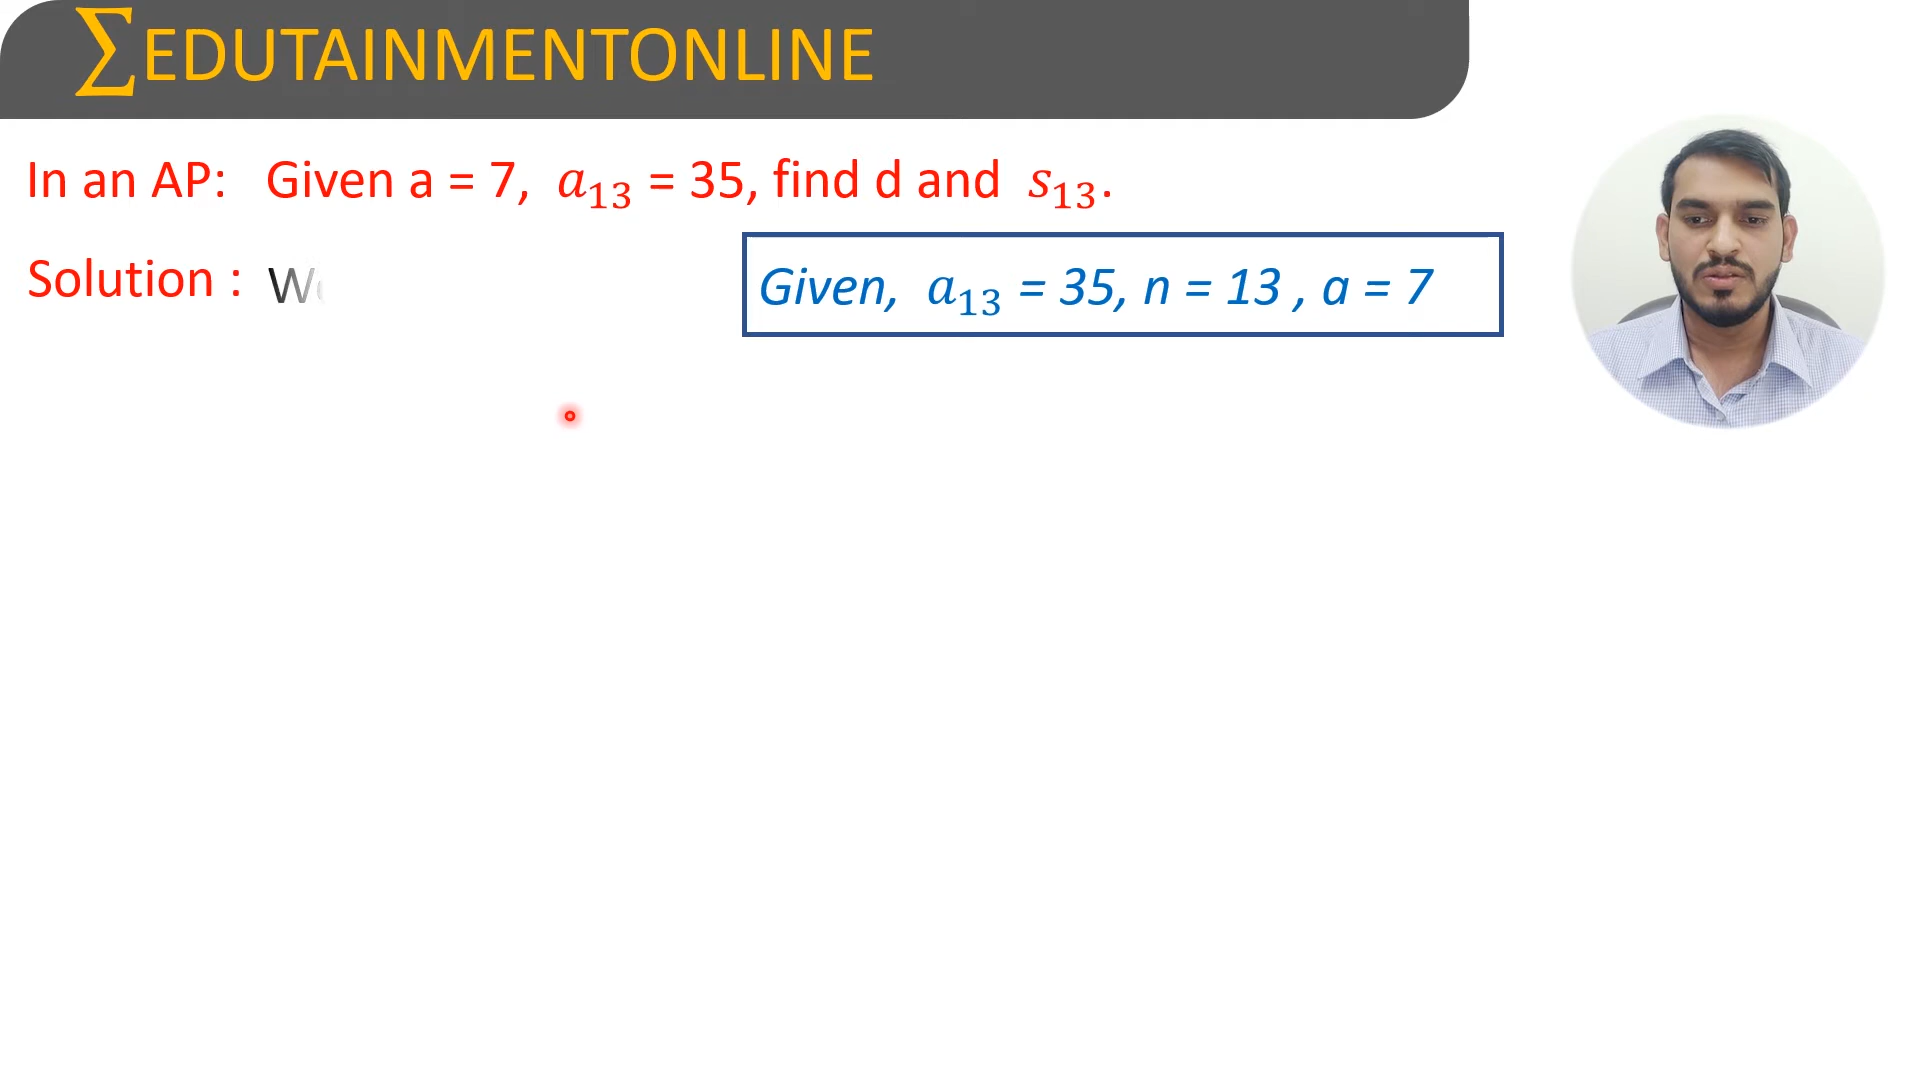 ∑EDUTAINMENTONLINE
In an AP: Given a = 7, a₁₃ = 35, find d and s₁₃.
Solution :
Given, a₁₃ = 35, n = 13 , a = 7